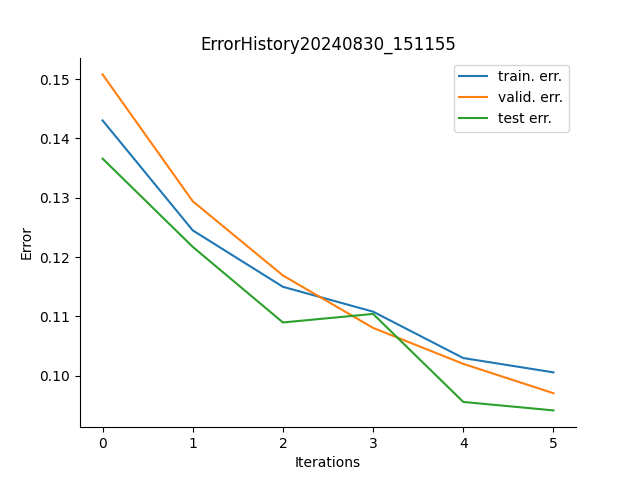 ErrorHistory20240830_151155
train. err.
valid. err.
test err.
0.15
0.14
0.13
0.12
0.11
0.10
Error
0 1 2 3 4 5
Iterations